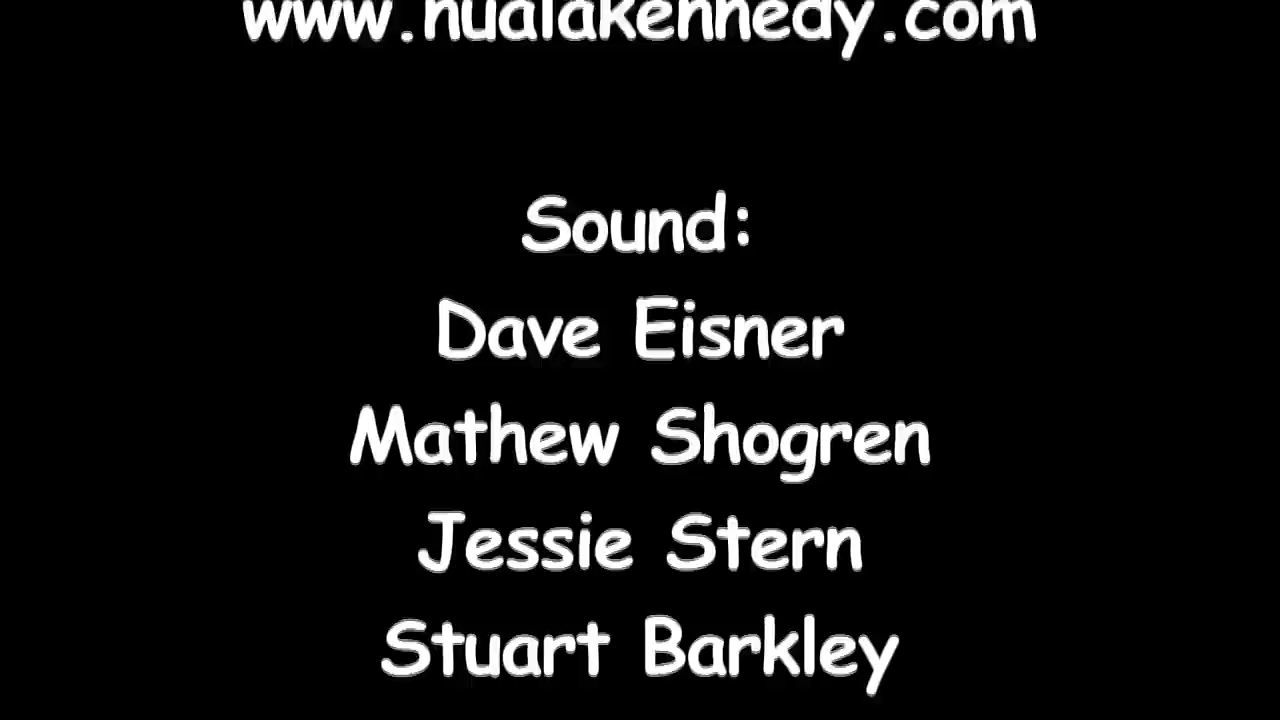 www.nualakennedy.com
Sound:
Dave Eisner
Mathew Shogren
Jessie Stern
Stuart Barkley